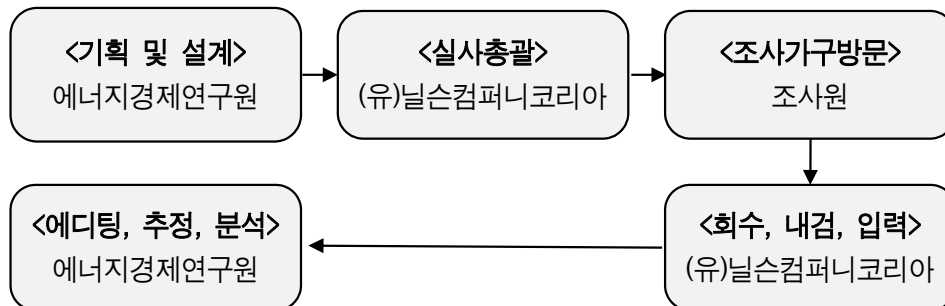 <기획 및 설계>
에너지경제연구원
<실사총괄>
(유)닐슨컴퍼니코리아
<조사가구방문>
조사원
<회수, 내검, 입력>
(유)닐슨컴퍼니코리아
<에디팅, 추정, 분석>
에너지경제연구원